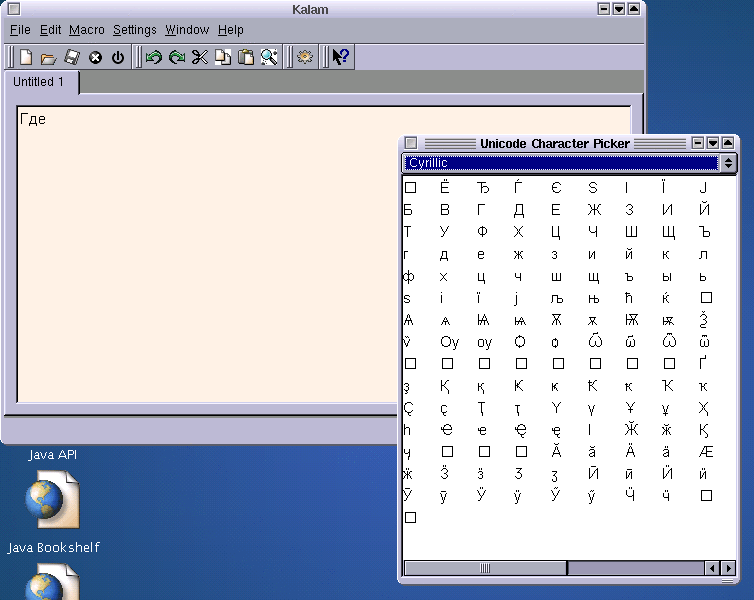 Kalam
File Edit Macro Settings Window Help
Untitled 1
Где
Unicode Character Picker
Cyrillic
Ё Ђ Ѓ Є Ѕ І Ї Ј
Б В Г Д Е Ж З И Й
Т У Ф Х Ц Ч Ш Щ Ъ
г д е ж з и й к л
ф х ц ч ш щ ъ ы ь
ѕ і ї ј љ њ ћ ќ
Ѧ ѧ Ѩ ѩ Ѫ ѫ Ѭ ѭ Ѯ
ѷ Ѹ ѹ Ѻ ѻ Ѽ ѽ Ѿ ѿ
Ґ
ҙ Қ қ Ҝ ҝ Ҟ ҟ Ҡ ҡ
Ҫ ҫ Ҭ ҭ Ү ү Ұ ұ Ҳ
һ Ҽ ҽ Ҿ ҿ Ӏ Ӂ ӂ Ӄ
ӌ Ӑ ӑ Ӓ ӓ Ӕ
ӝ Ӟ ӟ Ӡ ӡ Ӣ ӣ Ӥ ӥ
Ӯ ӯ Ӱ ӱ Ӳ ӳ Ӵ ӵ
Java API
Java Bookshelf